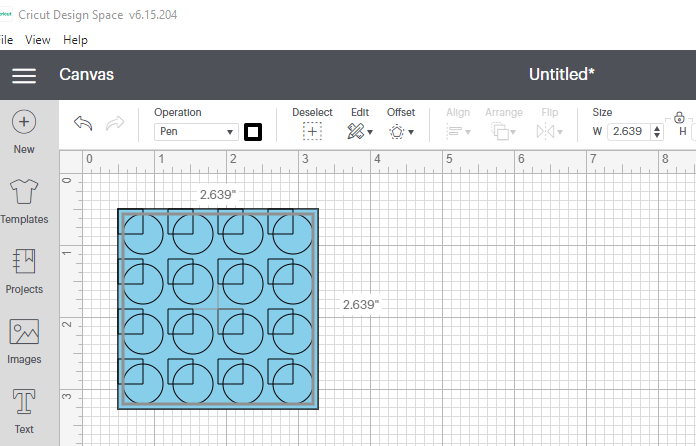 cricut Cricut Design Space v6.15.204
ile View Help
Canvas Untitled*
Operation Deselect Edit Offset Align Arrange Flip Size
Pen W 2.639 H
New
Templates
Projects
Images
Text
0 1 2 3 4 5 6 7 8
0
1
2
3
2.639"
2.639"